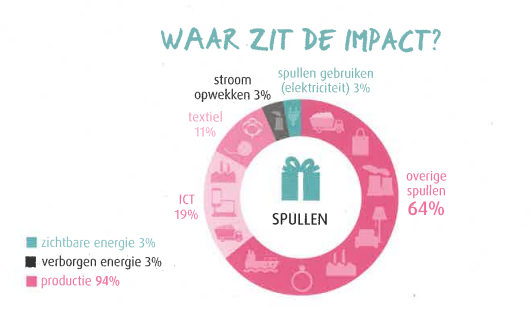 WAAR ZIT DE IMPACT?
stroom
opwekken 3%
spullen gebruiken
(elektriciteit) 3%
textiel
11%
overige
spullen
64%
ICT
19%
SPULLEN
zichtbare energie 3%
verborgen energie 3%
productie 94%